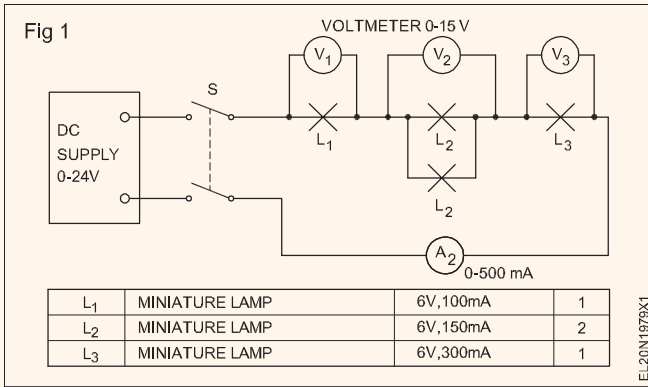 Fig 1
VOLTMETER 0-15 V
V1
V2
V3
S
DC
SUPPLY
0-24V
L1
L2
L3
L2
A2
0-500 mA
L1 MINIATURE LAMP 6V,100mA 1
L2 MINIATURE LAMP 6V,150mA 2
L3 MINIATURE LAMP 6V,300mA 1
EL20N1979X1